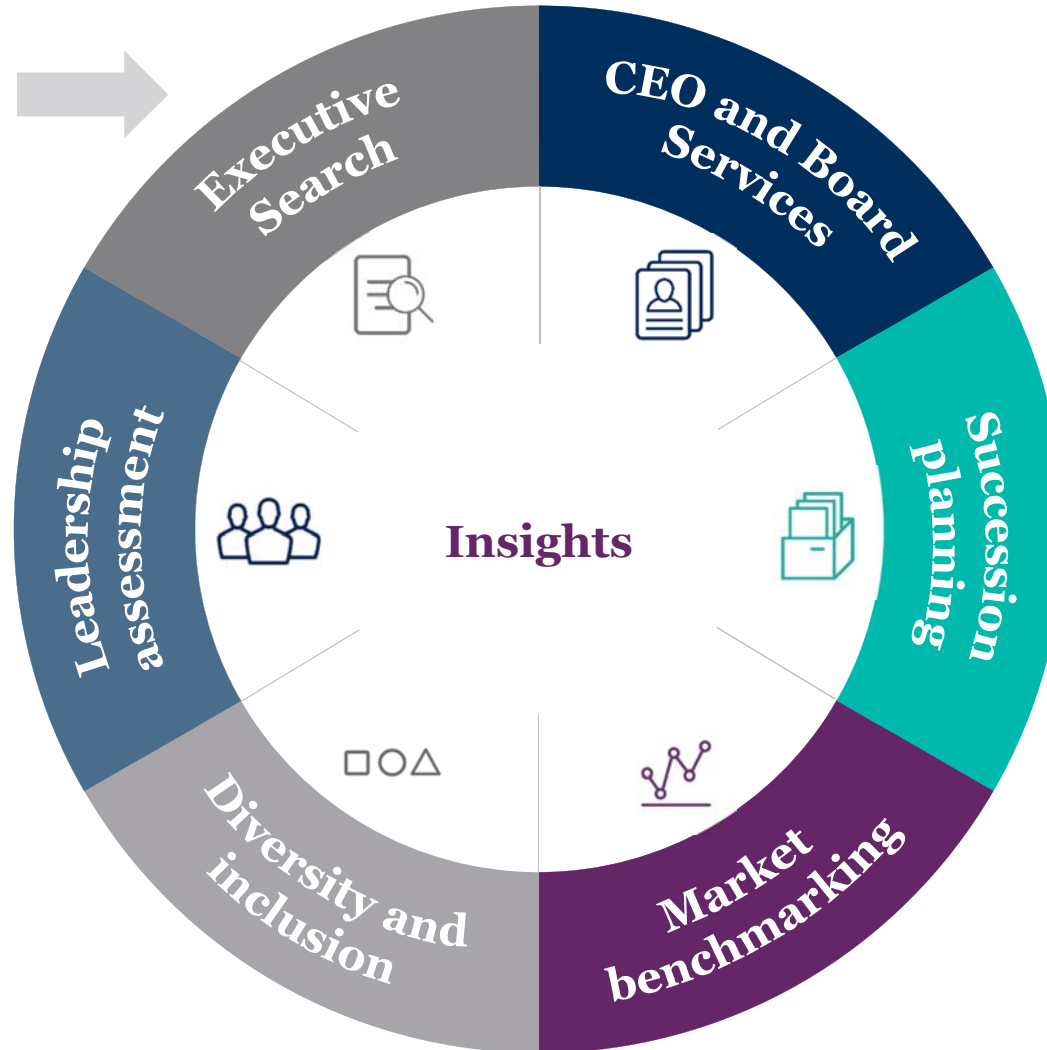 Executive
Search
CEO and Board
Services
Succession
planning
Market
benchmarking
Diversity and
inclusion
Leadership
assessment
Insights